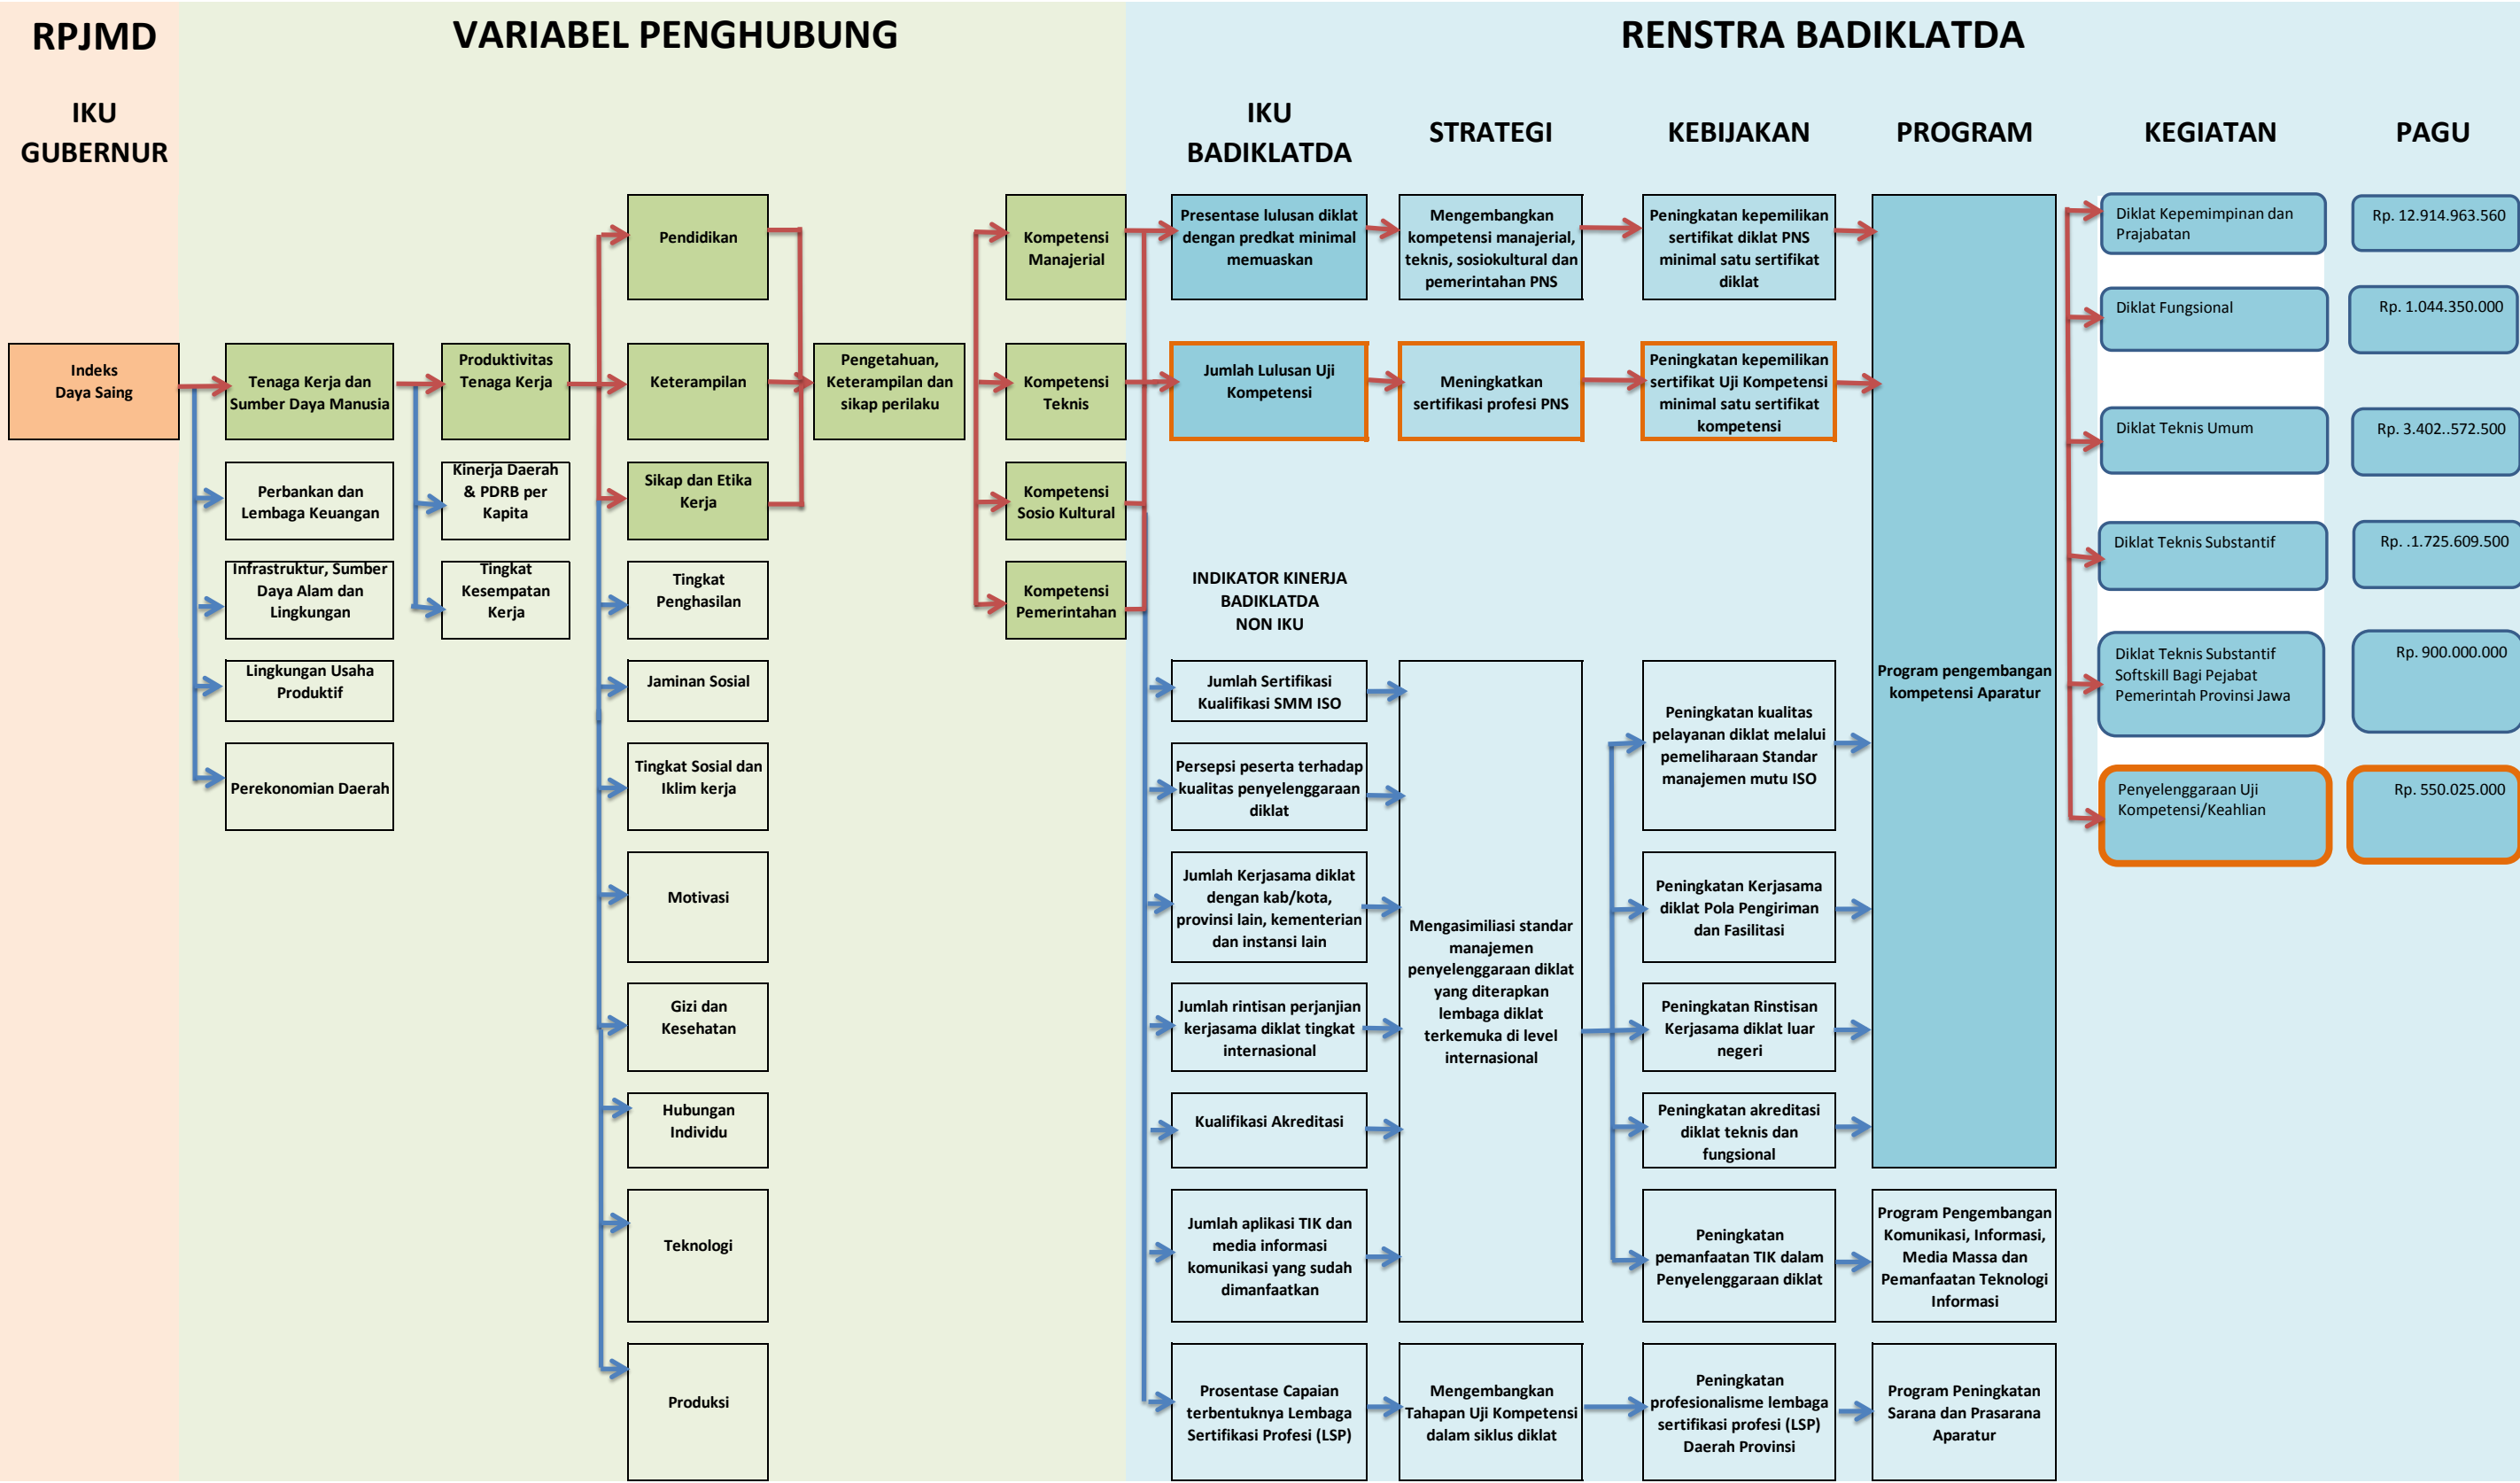 RPJMD
VARIABEL PENGHUBUNG
RENSTRA BADIKLATDA
IKU
GUBERNUR
IKU
BADIKLATDA
STRATEGI
KEBIJAKAN
PROGRAM
KEGIATAN
PAGU
Indeks
Daya Saing
Tenaga Kerja dan
Sumber Daya Manusia
Perbankan dan
Lembaga Keuangan
Infrastruktur, Sumber
Daya Alam dan
Lingkungan
Lingkungan Usaha
Produktif
Perekonomian Daerah
Produktivitas
Tenaga Kerja
Kinerja Daerah
& PDRB per
Kapita
Tingkat
Kesempatan
Kerja
Pendidikan
Keterampilan
Sikap dan Etika
Kerja
Tingkat
Penghasilan
Jaminan Sosial
Tingkat Sosial dan
Iklim kerja
Motivasi
Gizi dan
Kesehatan
Hubungan
Individu
Teknologi
Produksi
Pengetahuan,
Keterampilan dan
sikap perilaku
Kompetensi
Manajerial
Kompetensi
Teknis
Kompetensi
Sosio Kultural
Kompetensi
Pemerintahan
Presentase lulusan diklat
dengan predkat minimal
memuaskan
Jumlah Lulusan Uji
Kompetensi
INDIKATOR KINERJA
BADIKLATDA
NON IKU
Jumlah Sertifikasi
Kualifikasi SMM ISO
Persepsi peserta terhadap
kualitas penyelenggaraan
diklat
Jumlah Kerjasama diklat
dengan kab/kota,
provinsi lain, kementerian
dan instansi lain
Jumlah rintisan perjanjian
kerjasama diklat tingkat
internasional
Kualifikasi Akreditasi
Jumlah aplikasi TIK dan
media informasi
komunikasi yang sudah
dimanfaatkan
Prosentase Capaian
terbentuknya Lembaga
Sertifikasi Profesi (LSP)
Mengembangkan
kompetensi manajerial,
teknis, sosiokultural dan
pemerintahan PNS
Meningkatkan
sertifikasi profesi PNS
Mengasimiliasi standar
manajemen
penyelenggaraan diklat
yang diterapkan
lembaga diklat
terkemuka di level
internasional
Mengembangkan
Tahapan Uji Kompetensi
dalam siklus diklat
Peningkatan kepemilikan
sertifikat diklat PNS
minimal satu sertifikat
diklat
Peningkatan kepemilikan
sertifikat Uji Kompetensi
minimal satu sertifikat
kompetensi
Peningkatan kualitas
pelayanan diklat melalui
pemeliharaan Standar
manajemen mutu ISO
Peningkatan Kerjasama
diklat Pola Pengiriman
dan Fasilitasi
Peningkatan Rinstisan
Kerjasama diklat luar
negeri
Peningkatan akreditasi
diklat teknis dan
fungsional
Peningkatan
pemanfaatan TIK dalam
Penyelenggaraan diklat
Peningkatan
profesionalisme lembaga
sertifikasi profesi (LSP)
Daerah Provinsi
Program pengembangan
kompetensi Aparatur
Program Pengembangan
Komunikasi, Informasi,
Media Massa dan
Pemanfaatan Teknologi
Informasi
Program Peningkatan
Sarana dan Prasarana
Aparatur
Diklat Kepemimpinan dan
Prajabatan
Rp. 12.914.963.560
Diklat Fungsional
Rp. 1.044.350.000
Diklat Teknis Umum
Rp. 3.402..572.500
Diklat Teknis Substantif
Rp. .1.725.609.500
Diklat Teknis Substantif
Softskill Bagi Pejabat
Pemerintah Provinsi Jawa
Rp. 900.000.000
Penyelenggaraan Uji
Kompetensi/Keahlian
Rp. 550.025.000